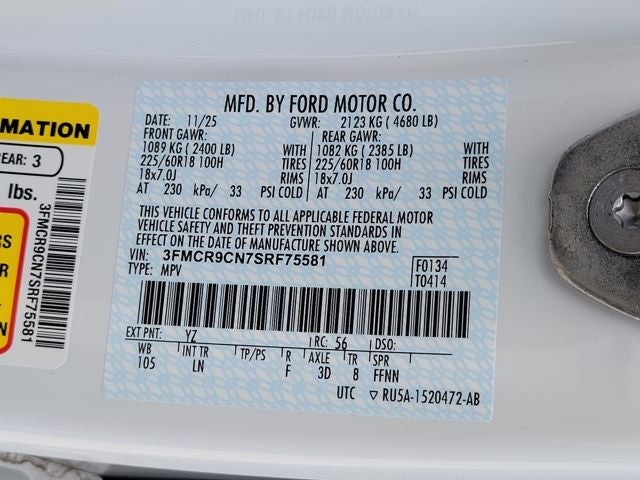 MFD. BY FORD MOTOR CO.
DATE: 11/25 GVWR: 2123 KG ( 4680 LB)
FRONT GAWR: REAR GAWR:
1089 KG ( 2400 LB) WITH 1082 KG ( 2385 LB) WITH
225/60R18 100H TIRES 225/60R18 100H TIRES
18x7.0J RIMS 18x7.0J RIMS
AT 230 kPa/ 33 PSI COLD AT 230 kPa/ 33 PSI COLD
THIS VEHICLE CONFORMS TO ALL APPLICABLE FEDERAL MOTOR
VEHICLE SAFETY AND BUMPER STANDARDS AND THEFT
PREVENTION STANDARD IN
EFFECT ON THE DATE OF MANUFACTURE SHOWN ABOVE.
VIN: 3FMCR9CN7SRF75581
TYPE: MPV
F0134
T0414
EXT PNT: YZ RC: 56 DSO:
WB INT TR TP/PS R AXLE TR SPR
105 LN F 3D 8 FFNN
UTC ▽ RU5A-1520472-AB
MATION
EAR: 3
lbs.
3FMCR9CN7SRF75581
RS